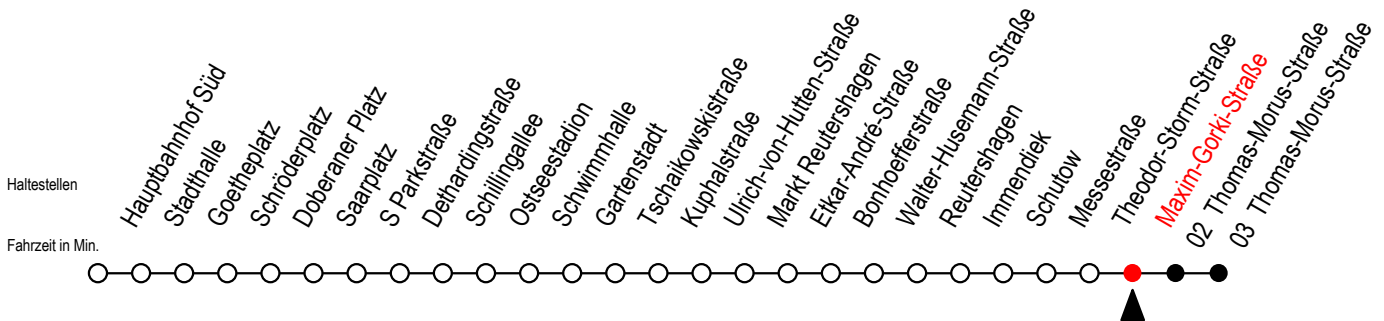 Haltestellen
Fahrzeit in Min.
Hauptbahnhof Süd
Stadthalle
Goetheplatz
Schröderplatz
Doberaner Platz
Saarplatz
S Parkstraße
Dethardingstraße
Schillingallee
Ostseestadion
Schwimmhalle
Gartenstadt
Tschaikowskistraße
Kuphalstraße
Ulrich-von-Hutten-Straße
Markt Reutershagen
Etkar-André-Straße
Bonhoefferstraße
Walter-Husemann-Straße
Reutershagen
Immendiek
Schutow
Messestraße
Theodor-Storm-Straße
Maxim-Gorki-Straße
02 Thomas-Morus-Straße
03 Thomas-Morus-Straße